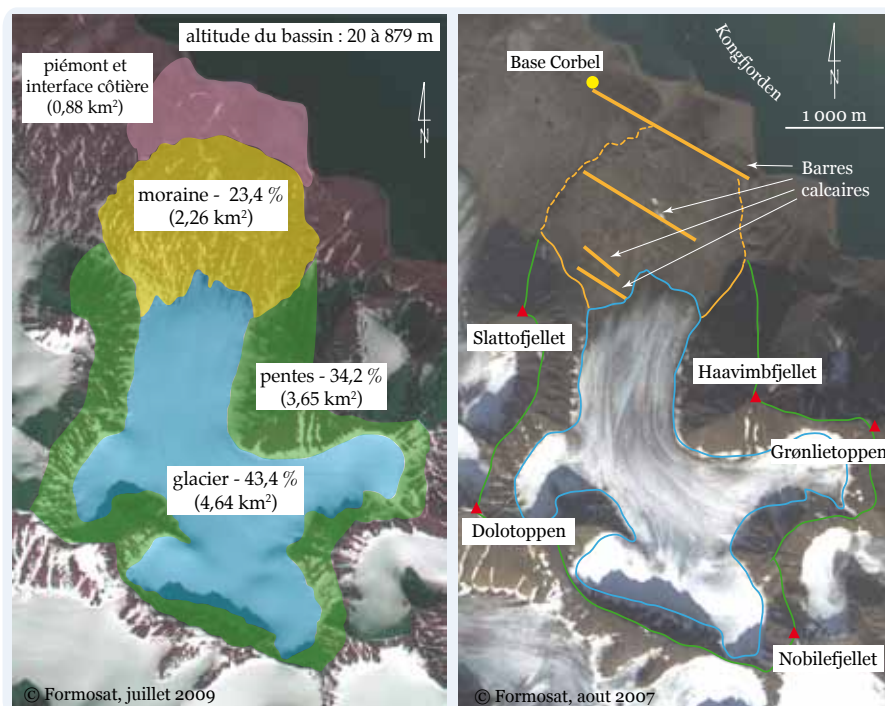 altitude du bassin : 20 à 879 m
piémont et
interface côtière
(0,88 km²)
N
moraine - 23,4 %
(2,26 km²)
pentes - 34,2 %
(3,65 km²)
glacier - 43,4 %
(4,64 km²)
© Formosat, juillet 2009
Base Corbel
Kongfjorden
N
1 000 m
Barres
calcaires
Slattofjellet
Haavimbfjellet
Grønlietoppen
Dolotoppen
Nobilefjellet
© Formosat, aout 2007